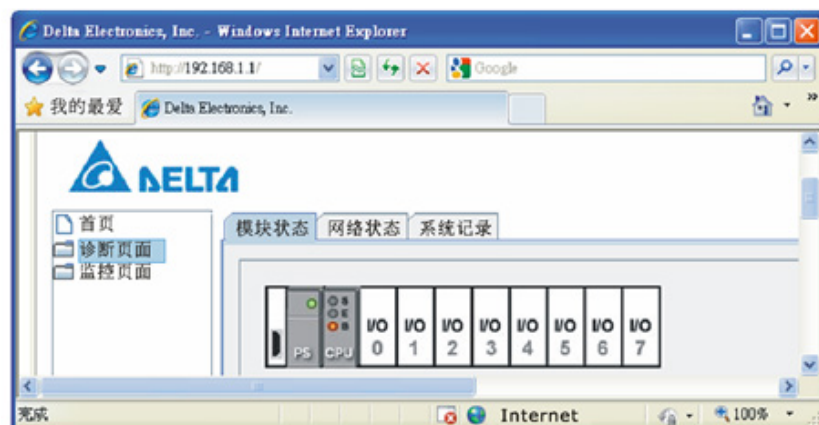 Delta Electronics, Inc. - Windows Internet Explorer
http://192.168.1.1/
Google
我的最爱
Delta Electronics, Inc.
DELTA
首页
诊断页面
监控页面
模块状态 网络状态 系统记录
PS CPU I/O 0 I/O 1 I/O 2 I/O 3 I/O 4 I/O 5 I/O 6 I/O 7
完成 Internet 100%